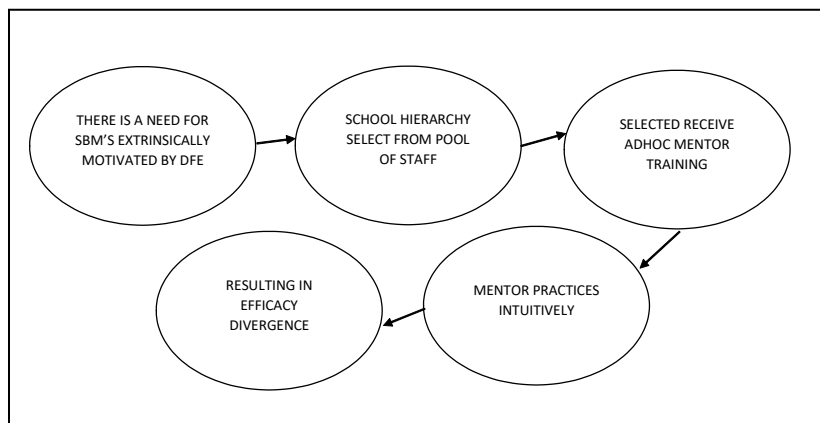 THERE IS A NEED FOR
SBM'S EXTRINSICALLY
MOTIVATED BY DFE
SCHOOL HIERARCHY
SELECT FROM POOL
OF STAFF
SELECTED RECEIVE
ADHOC MENTOR
TRAINING
MENTOR PRACTICES
INTUITIVELY
RESULTING IN
EFFICACY
DIVERGENCE